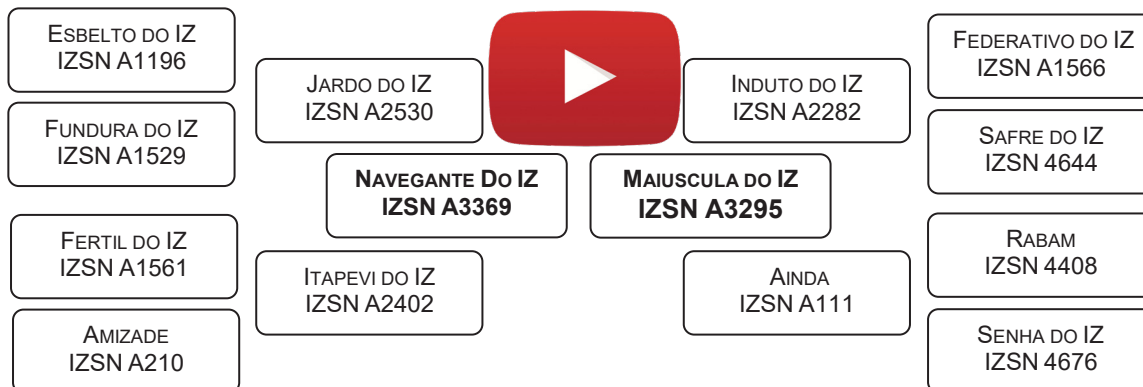 Esbelto do IZ
IZSN A1196
Fundura do IZ
IZSN A1529
Fertil do IZ
IZSN A1561
Amizade
IZSN A210
Jardo do IZ
IZSN A2530
Itapevi do IZ
IZSN A2402
Navegante Do IZ
IZSN A3369
Maiuscula do IZ
IZSN A3295
Induto do IZ
IZSN A2282
Ainda
IZSN A111
Federativo do IZ
IZSN A1566
Safre do IZ
IZSN 4644
Rabam
IZSN 4408
Senha do IZ
IZSN 4676